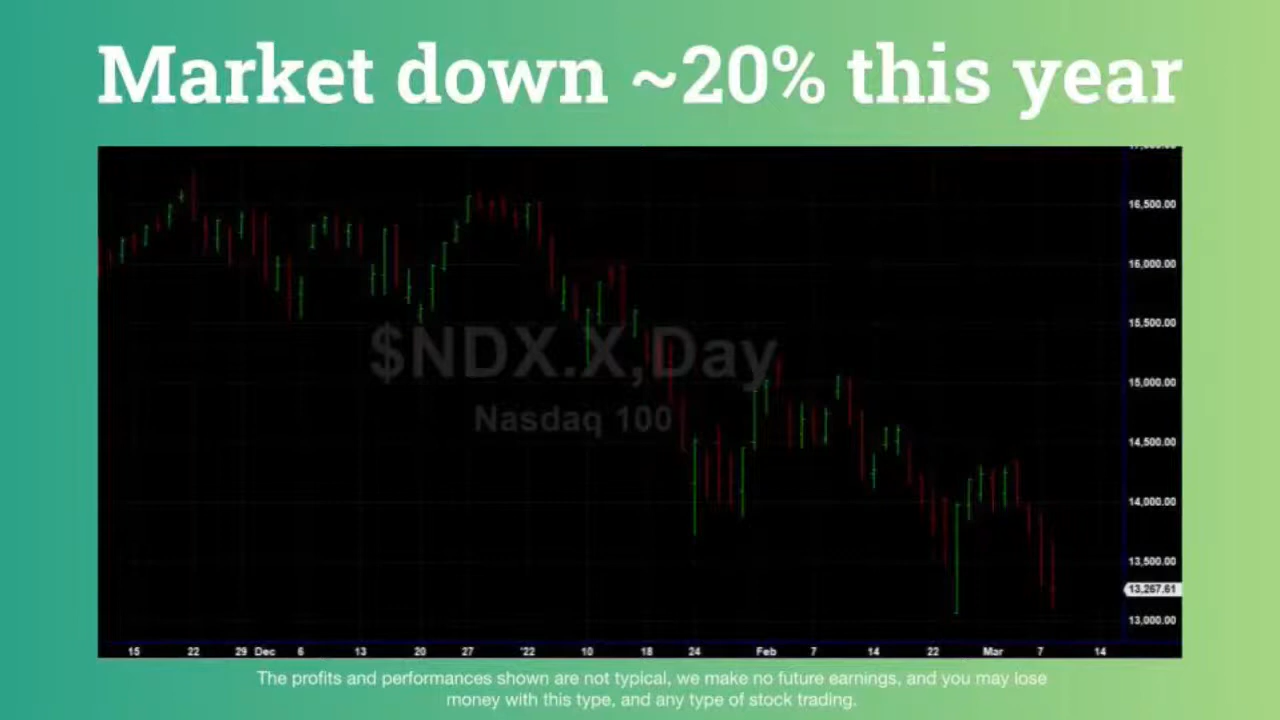 Market down ~20% this year
16,500.00
16,000.00
15,500.00
$NDX.X,Day
15,000.00
Nasdaq 100
14,500.00
14,000.00
13,500.00
13,267.61
13,000.00
15 22 29 Dec 6 13 20 27 '22 10 18 24 Feb 7 14 22 Mar 7 14
The profits and performances shown are not typical, we make no future earnings, and you may lose
money with this type, and any type of stock trading.